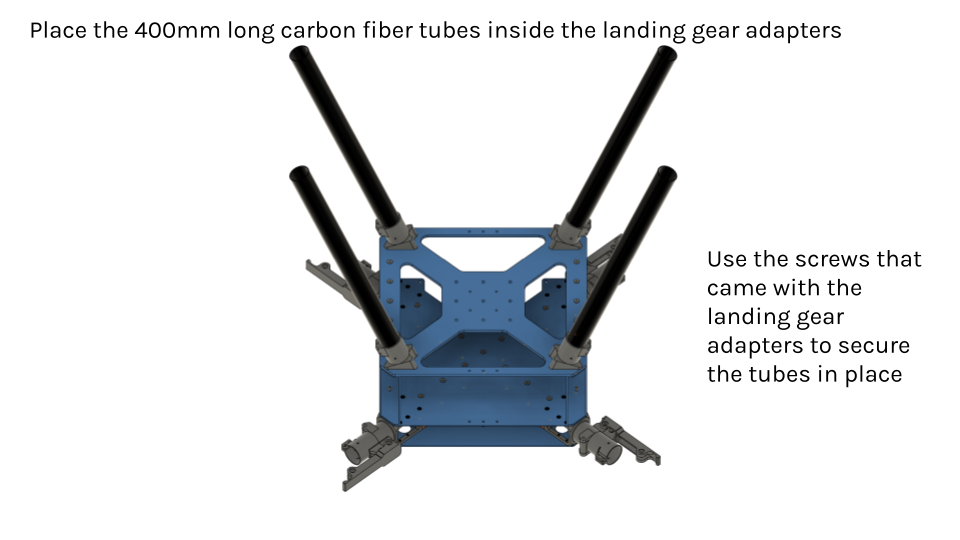 Place the 400mm long carbon fiber tubes inside the landing gear adapters
Use the screws that
came with the
landing gear
adapters to secure
the tubes in place